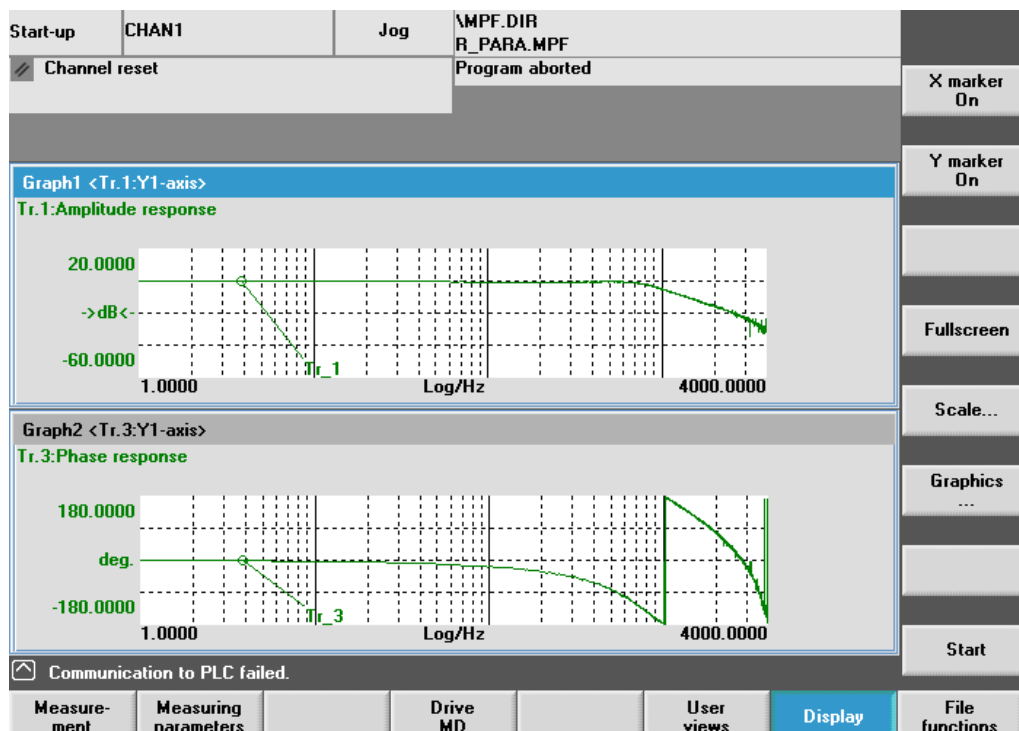 Start-up
CHAN1
Jog
\MPF.DIR
R_PARA.MPF
Channel reset
Program aborted
X marker
On
Y marker
On
Graph1 <Tr.1:Y1-axis>
Tr.1:Amplitude response
20.0000
->dB<-
-60.0000
Tr_1
1.0000
Log/Hz
4000.0000
Fullscreen
Scale...
Graph2 <Tr.3:Y1-axis>
Tr.3:Phase response
180.0000
deg.
-180.0000
Tr_3
1.0000
Log/Hz
4000.0000
Graphics
...
Start
Communication to PLC failed.
Measure-
ment
Measuring
parameters
Drive
MD
User
views
Display
File
functions